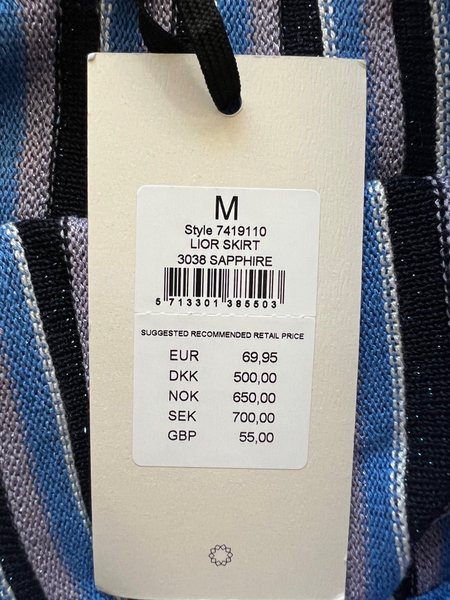 M
Style 7419110
LIOR SKIRT
3038 SAPPHIRE
5 713301 385503
SUGGESTED RECOMMENDED RETAIL PRICE
EUR 69,95
DKK 500,00
NOK 650,00
SEK 700,00
GBP 55,00